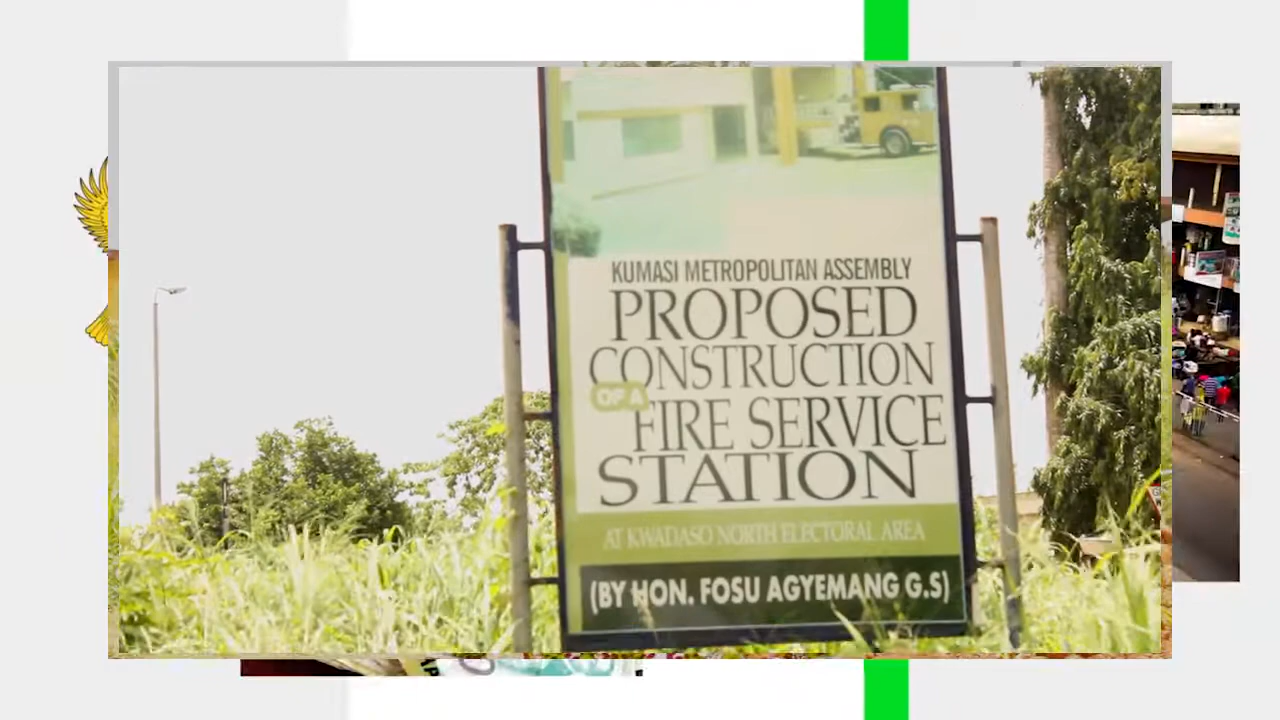 KUMASI METROPOLITAN ASSEMBLY
PROPOSED
CONSTRUCTION
OF A
FIRE SERVICE
STATION
AT KWADASO NORTH ELECTORAL AREA
(BY HON. FOSU AGYEMANG G.S)